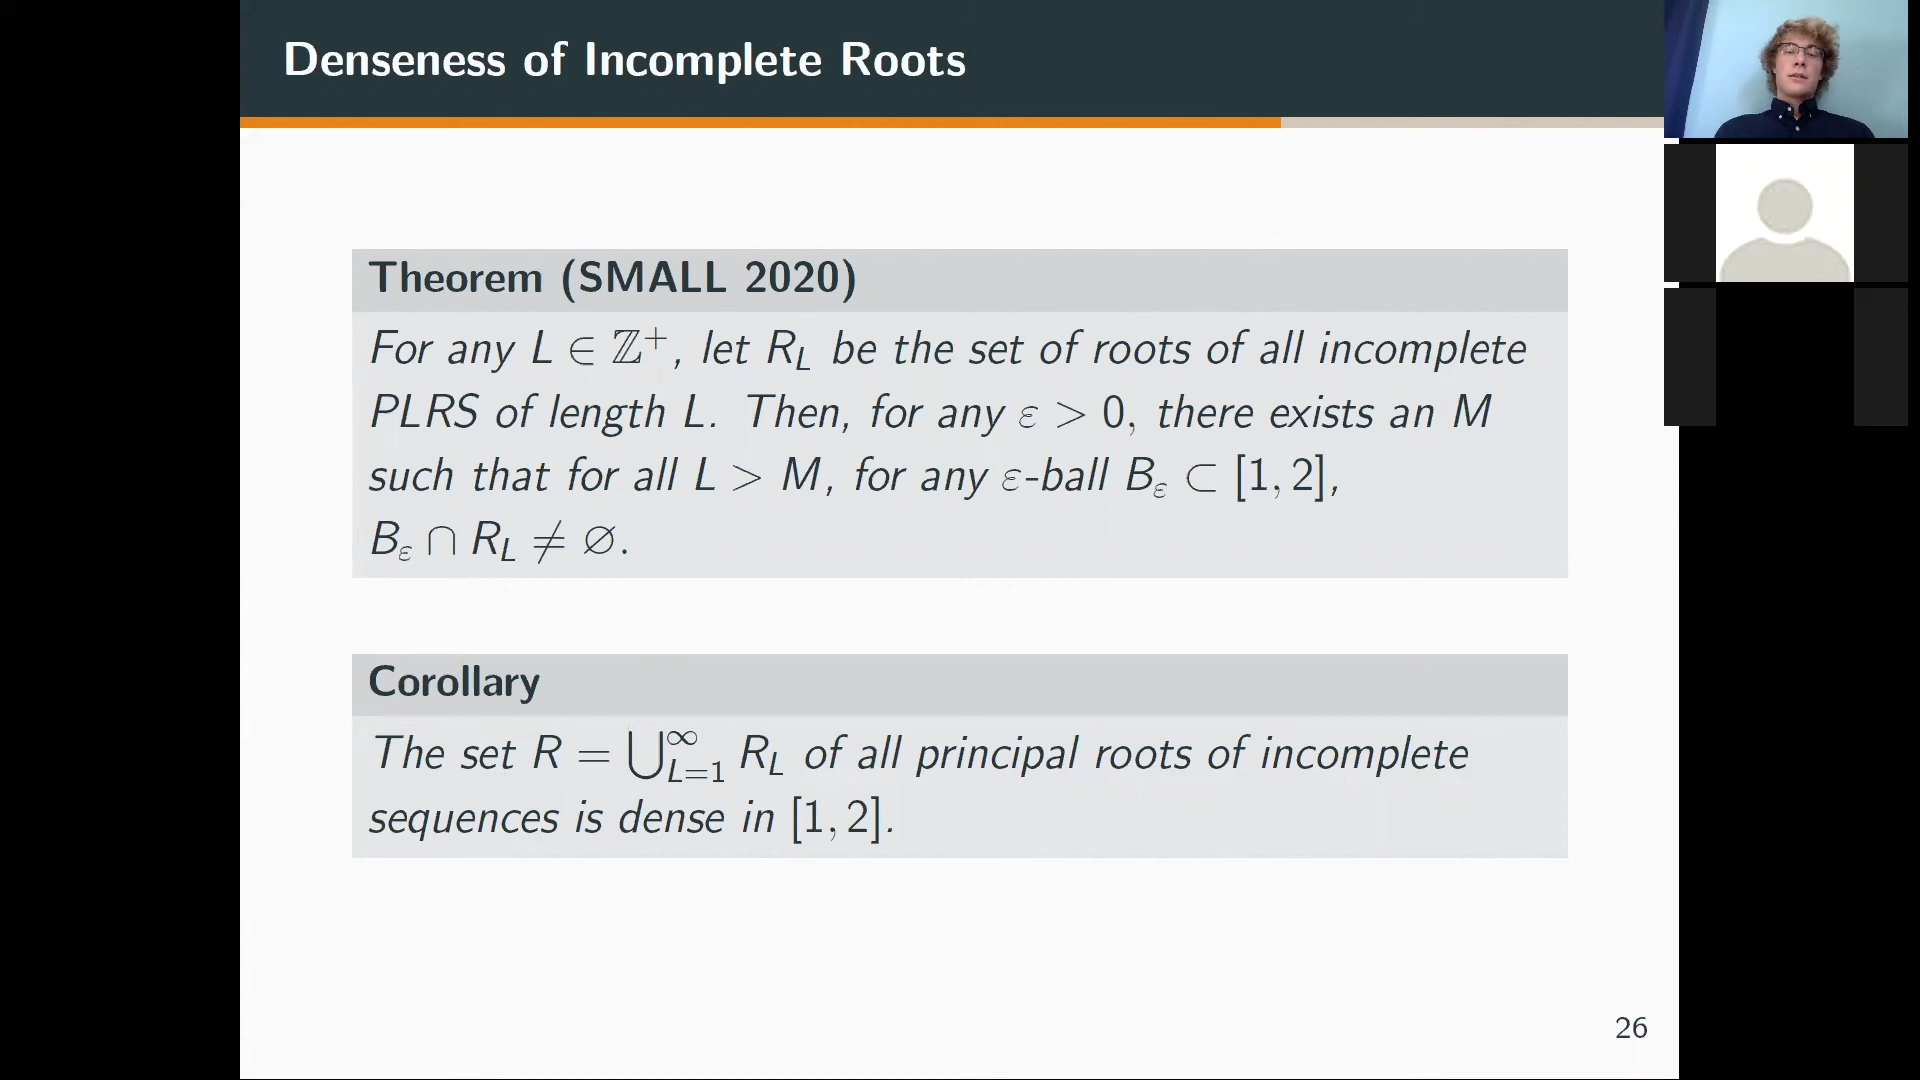 Denseness of Incomplete Roots
Theorem (SMALL 2020)
For any L ∈ ℤ⁺, let R_L be the set of roots of all incomplete
PLRS of length L. Then, for any ε > 0, there exists an M
such that for all L > M, for any ε-ball B_ε ⊂ [1, 2],
B_ε ∩ R_L ≠ ∅.
Corollary
The set R = ⋃_{L=1}^∞ R_L of all principal roots of incomplete
sequences is dense in [1, 2].
26